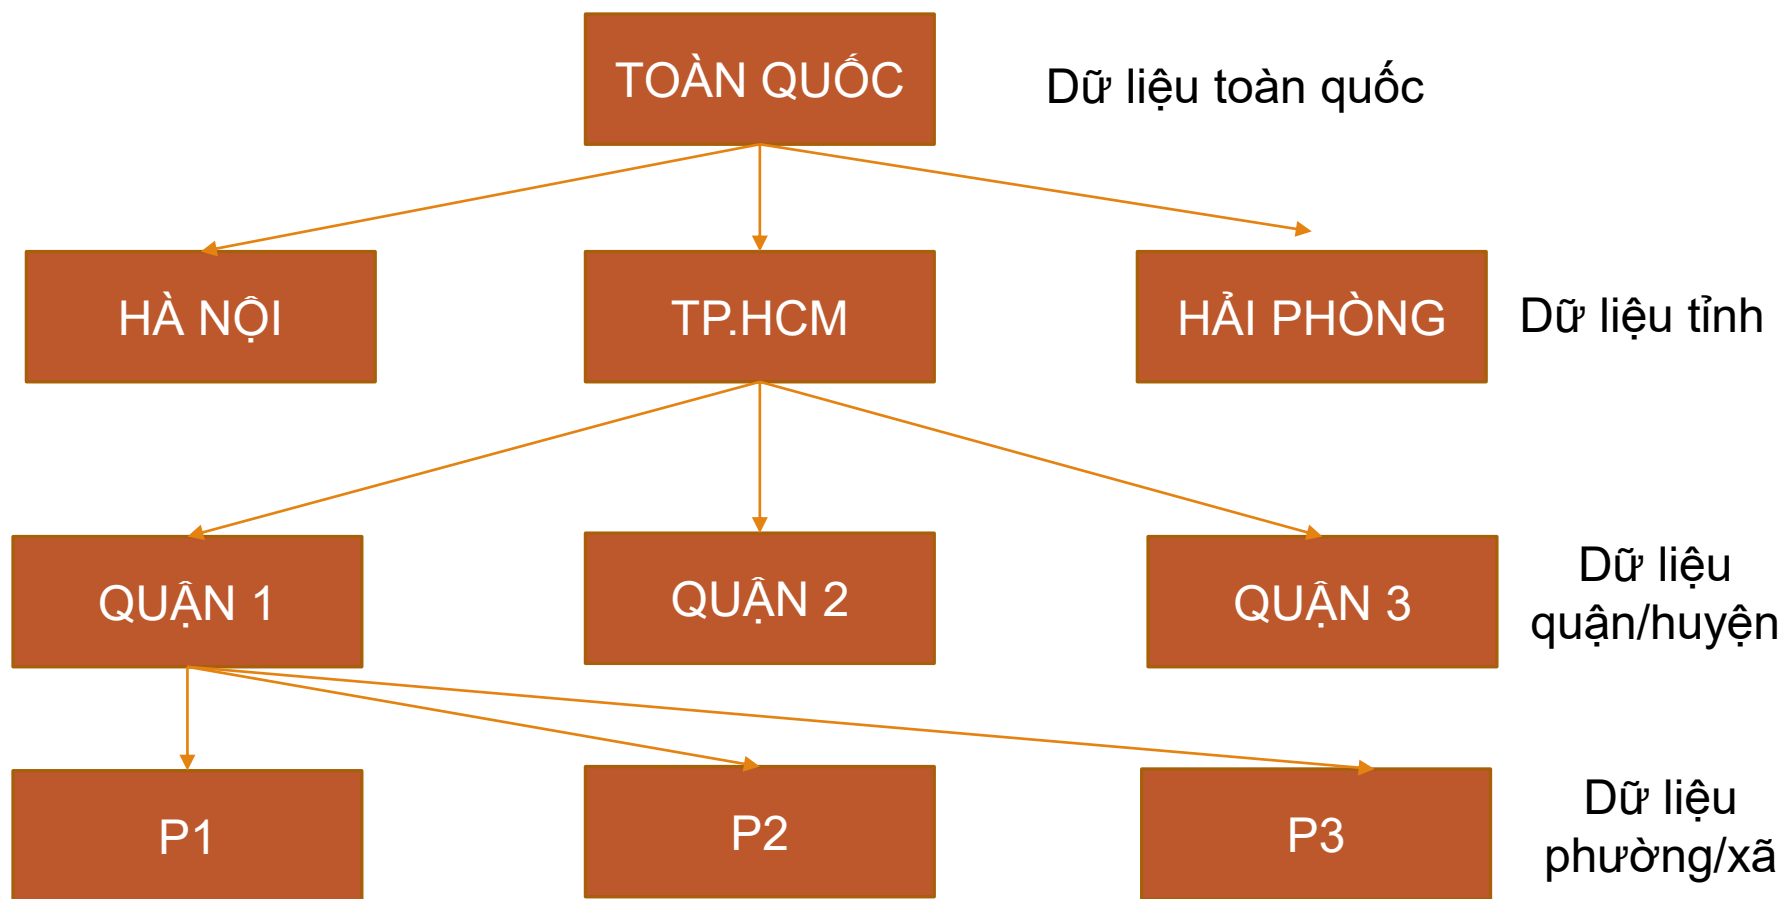 TOÀN QUỐC
Dữ liệu toàn quốc
HÀ NỘI
TP.HCM
HẢI PHÒNG
Dữ liệu tỉnh
QUẬN 1
QUẬN 2
QUẬN 3
Dữ liệu
quận/huyện
P1
P2
P3
Dữ liệu
phường/xã